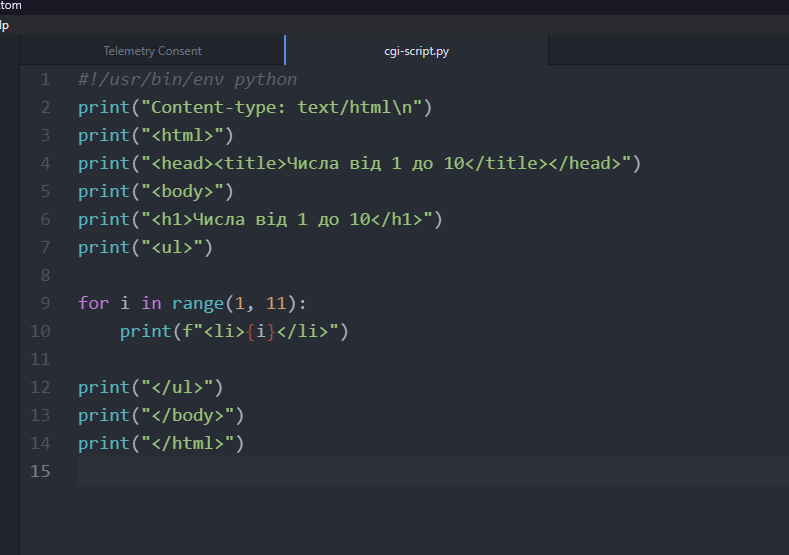 tom
lp
Telemetry Consent
cgi-script.py
1 #!/usr/bin/env python
2 print("Content-type: text/html\n")
3 print("<html>")
4 print("<head><title>Числа від 1 до 10</title></head>")
5 print("<body>")
6 print("<h1>Числа від 1 до 10</h1>")
7 print("<ul>")
8
9 for i in range(1, 11):
10     print(f"<li>{i}</li>")
11
12 print("</ul>")
13 print("</body>")
14 print("</html>")
15